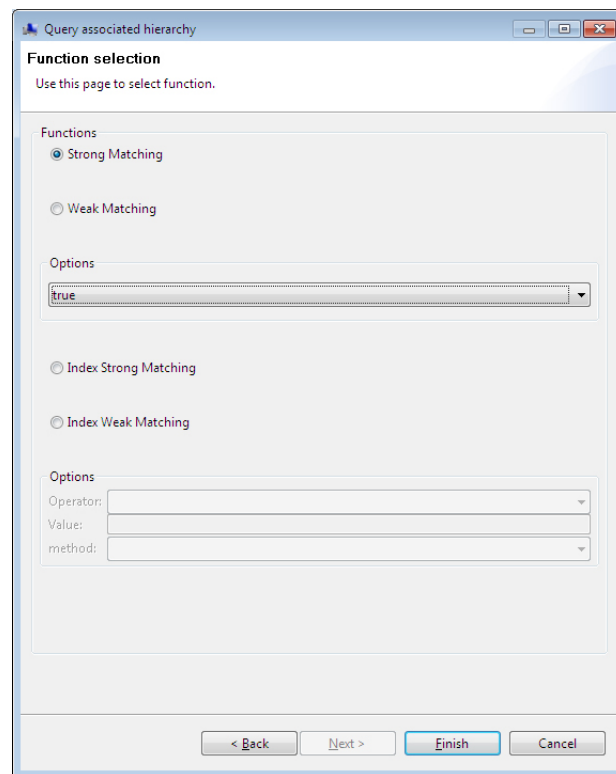 Query associated hierarchy
Function selection
Use this page to select function.
Functions
Strong Matching
Weak Matching
Options
true
Index Strong Matching
Index Weak Matching
Options
Operator:
Value:
method:
< Back Next > Finish Cancel